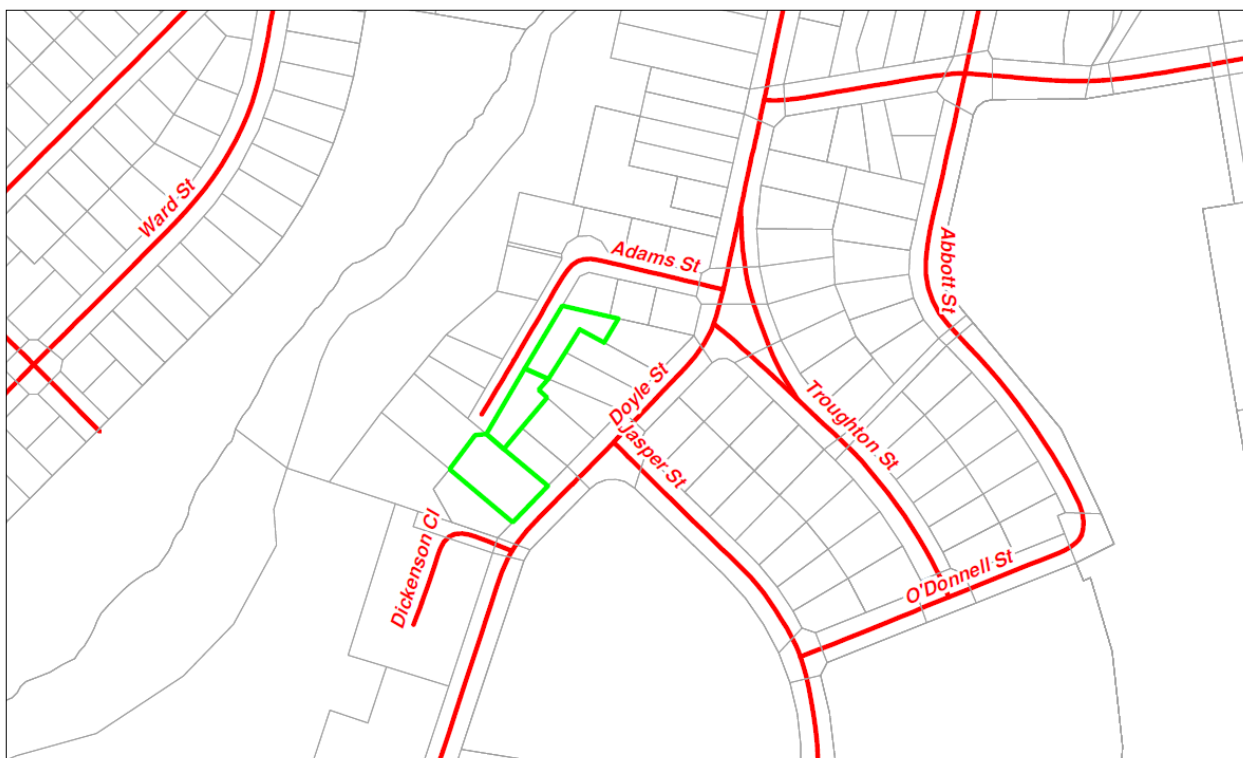 Ward St
Adams St
Abbott St
Doyle St
Jasper St
Troughton St
Dickenson Cl
O'Donnell St